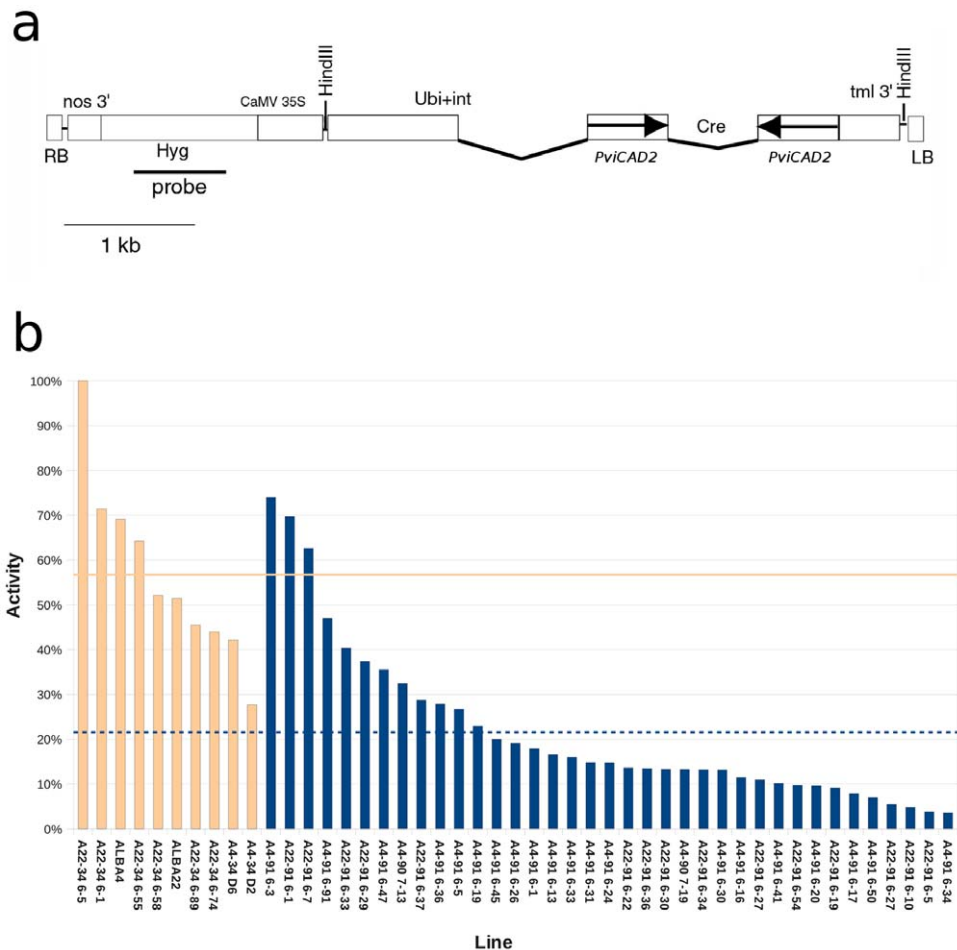 a
HindIII
HindIII
nos 3'
CaMV 35S
Ubi+int
tml 3'
RB
Hyg
PviCAD2
Cre
PviCAD2
LB
probe
1 kb
b
100%
90%
80%
70%
60%
50%
40%
30%
20%
10%
0%
Activity
A22-34 6-5
A22-34 6-1
ALBA4
A22-34 6-55
A22-34 6-58
ALBA22
A22-34 6-89
A22-34 6-74
A4-34 D6
A4-34 D2
A4-91 6-3
A22-91 6-1
A22-91 6-7
A4-91 6-91
A22-91 6-33
A22-91 6-29
A4-91 6-47
A4-90 7-13
A22-91 6-37
A4-91 6-36
A4-91 6-5
A4-91 6-19
A4-91 6-45
A22-91 6-26
A4-91 6-1
A4-91 6-13
A4-91 6-33
A4-91 6-31
A4-91 6-24
A22-91 6-22
A22-91 6-36
A22-91 6-30
A4-90 7-19
A22-91 6-34
A4-91 6-30
A4-91 6-16
A22-91 6-27
A4-91 6-41
A22-91 6-54
A4-91 6-20
A22-91 6-19
A4-91 6-17
A4-91 6-50
A4-91 6-27
A22-91 6-10
A22-91 6-5
A4-91 6-34
Line